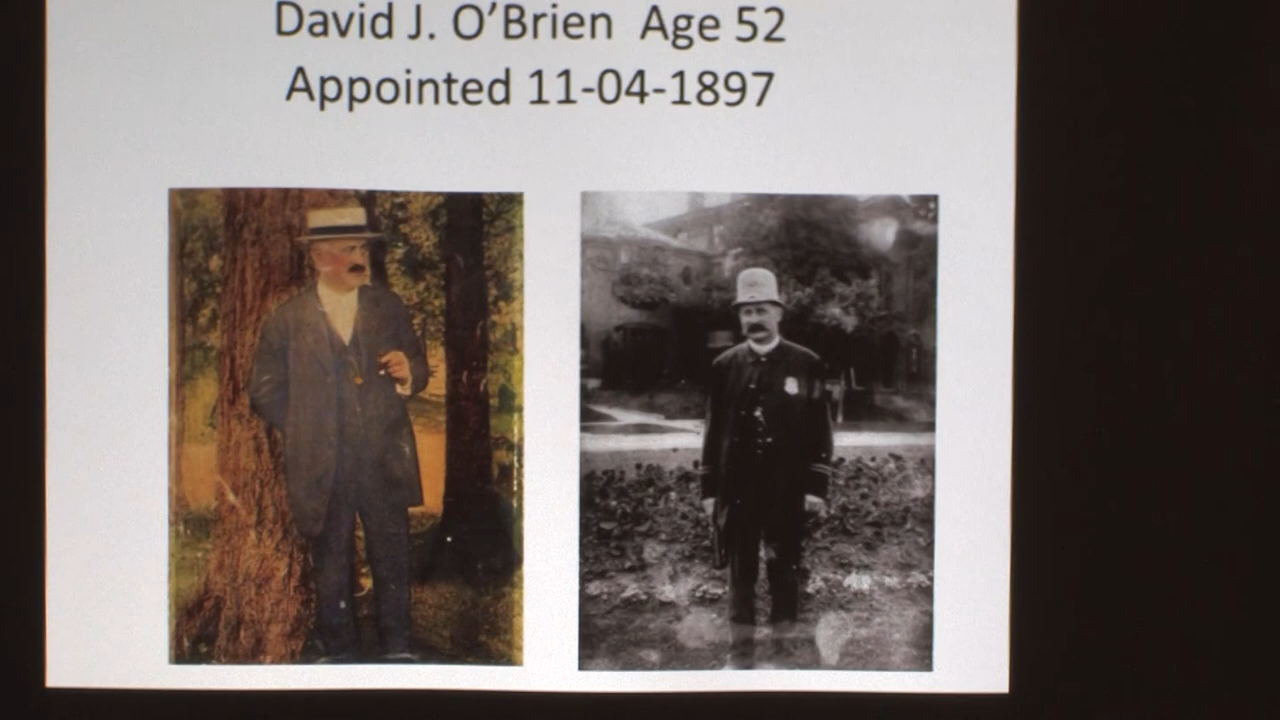 David J. O’Brien  Age 52
Appointed 11-04-1897